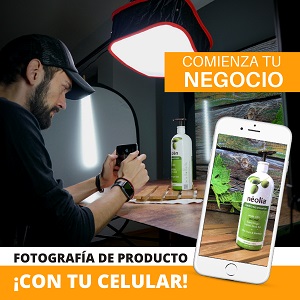 COMIENZA TU
NEGOCIO
néolia
FOTOGRAFÍA DE PRODUCTO
¡CON TU CELULAR!